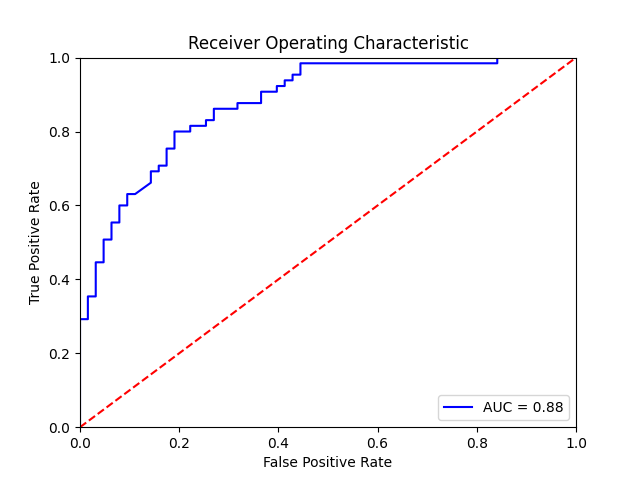 Receiver Operating Characteristic
1.0
0.8
0.6
0.4
0.2
0.0
True Positive Rate
AUC = 0.88
0.0 0.2 0.4 0.6 0.8 1.0
False Positive Rate